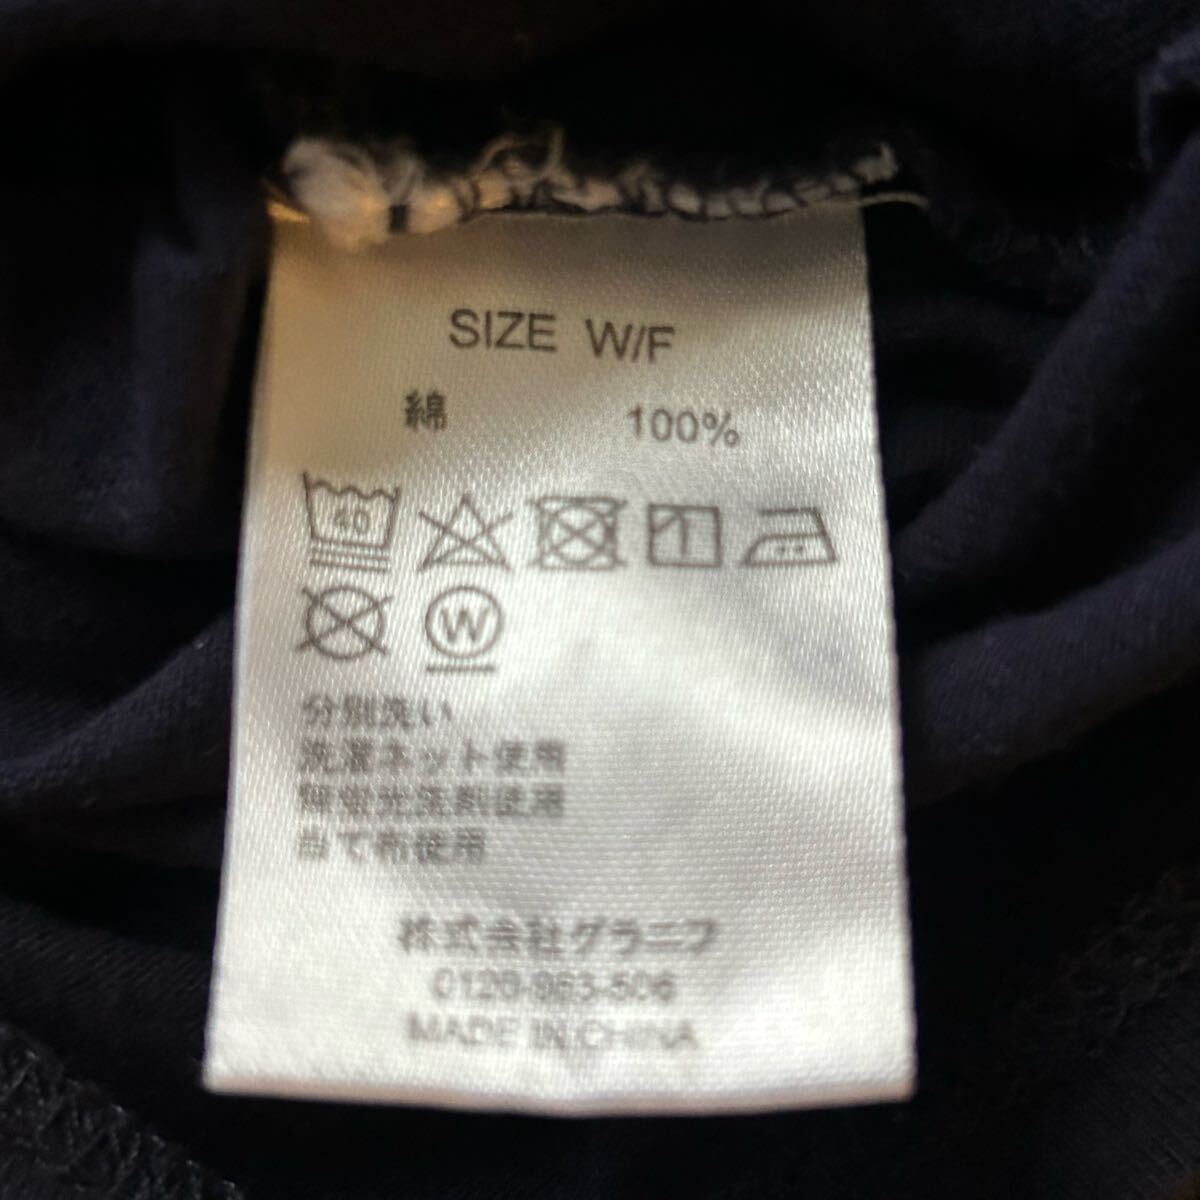 SIZE W/F
綿 100%
40
W
分別洗い
洗濯ネット使用
無蛍光洗剤使用
当て布使用
株式会社グラニフ
0120-963-506
MADE IN CHINA